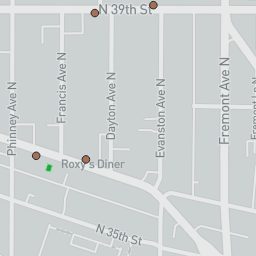 N 39th St
Phinney Ave N
Francis Ave N
Dayton Ave N
Evanston Ave N
Fremont Ave N
Roxy's Diner
N 35th St